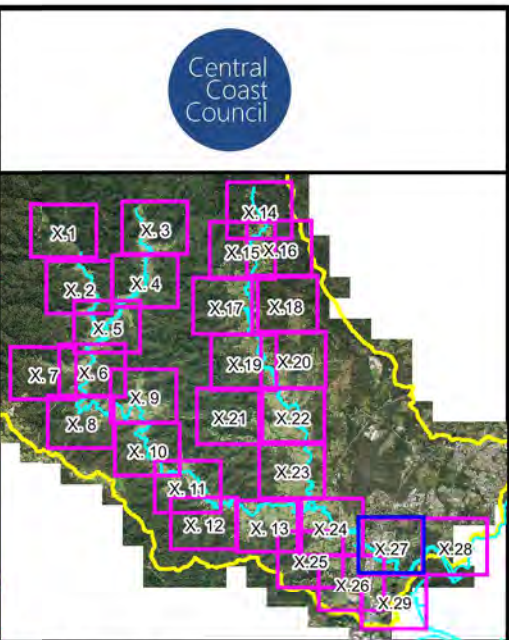 Central
Coast
Council
X.1
X.3
X.14
X.15
X.16
X. 2
X. 4
X.17
X.18
X. 5
X.19
X.20
X. 7
X. 6
X. 9
X.21
X.22
X. 8
X. 10
X.23
X. 11
X. 12
X. 13
X.24
X.27
X.28
X.25
X.26
X.29